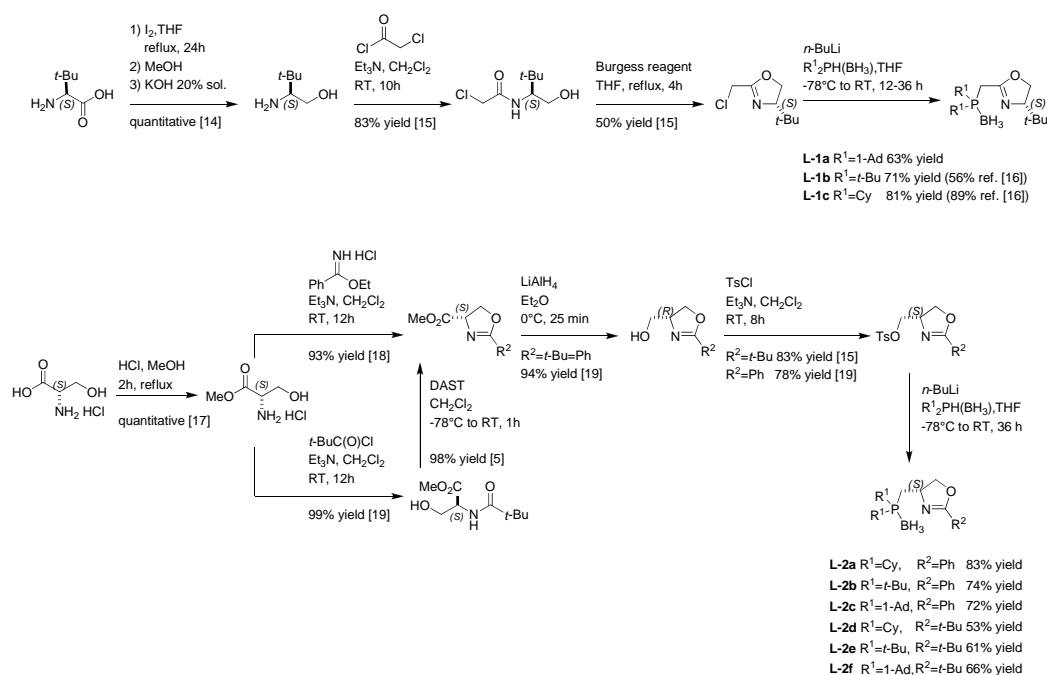 1) I2,THF
reflux, 24h
2) MeOH
3) KOH 20% sol.
quantitative [14]
t-Bu
H2N
(S)
OH
O
t-Bu
H2N
(S)
OH
O
Cl
Cl
Et3N, CH2Cl2
RT, 10h
83% yield [15]
O
t-Bu
Cl
N
H
(S)
OH
Burgess reagent
THF, reflux, 4h
50% yield [15]
O
Cl
N
(S)
t-Bu
n-BuLi
R12PH(BH3),THF
-78°C to RT, 12-36 h
O
R1
R1
P
N
(S)
BH3
t-Bu
L-1a R1=1-Ad 63% yield
L-1b R1=t-Bu 71% yield (56% ref. [16])
L-1c R1=Cy 81% yield (89% ref. [16])
O
HO
(S)
OH
NH2
HCl
HCl, MeOH
2h, reflux
quantitative [17]
O
MeO
(S)
OH
NH2
HCl
NH HCl
Ph
OEt
Et3N, CH2Cl2
RT, 12h
93% yield [18]
t-BuC(O)Cl
Et3N, CH2Cl2
RT, 12h
99% yield [19]
MeO2C
O
HO
(S)
N
H
t-Bu
DAST
CH2Cl2
-78°C to RT, 1h
98% yield [5]
(S)
MeO2C
O
N
R2
LiAlH4
Et2O
0°C, 25 min
R2=t-Bu=Ph
94% yield [19]
(R)
HO
O
N
R2
TsCl
Et3N, CH2Cl2
RT, 8h
R2=t-Bu 83% yield [15]
R2=Ph 78% yield [19]
(S)
TsO
O
N
R2
n-BuLi
R12PH(BH3),THF
-78°C to RT, 36 h
(S)
R1
R1
P
BH3
O
N
R2
L-2a R1=Cy, R2=Ph 83% yield
L-2b R1=t-Bu, R2=Ph 74% yield
L-2c R1=1-Ad, R2=Ph 72% yield
L-2d R1=Cy, R2=t-Bu 53% yield
L-2e R1=t-Bu, R2=t-Bu 61% yield
L-2f R1=1-Ad, R2=t-Bu 66% yield